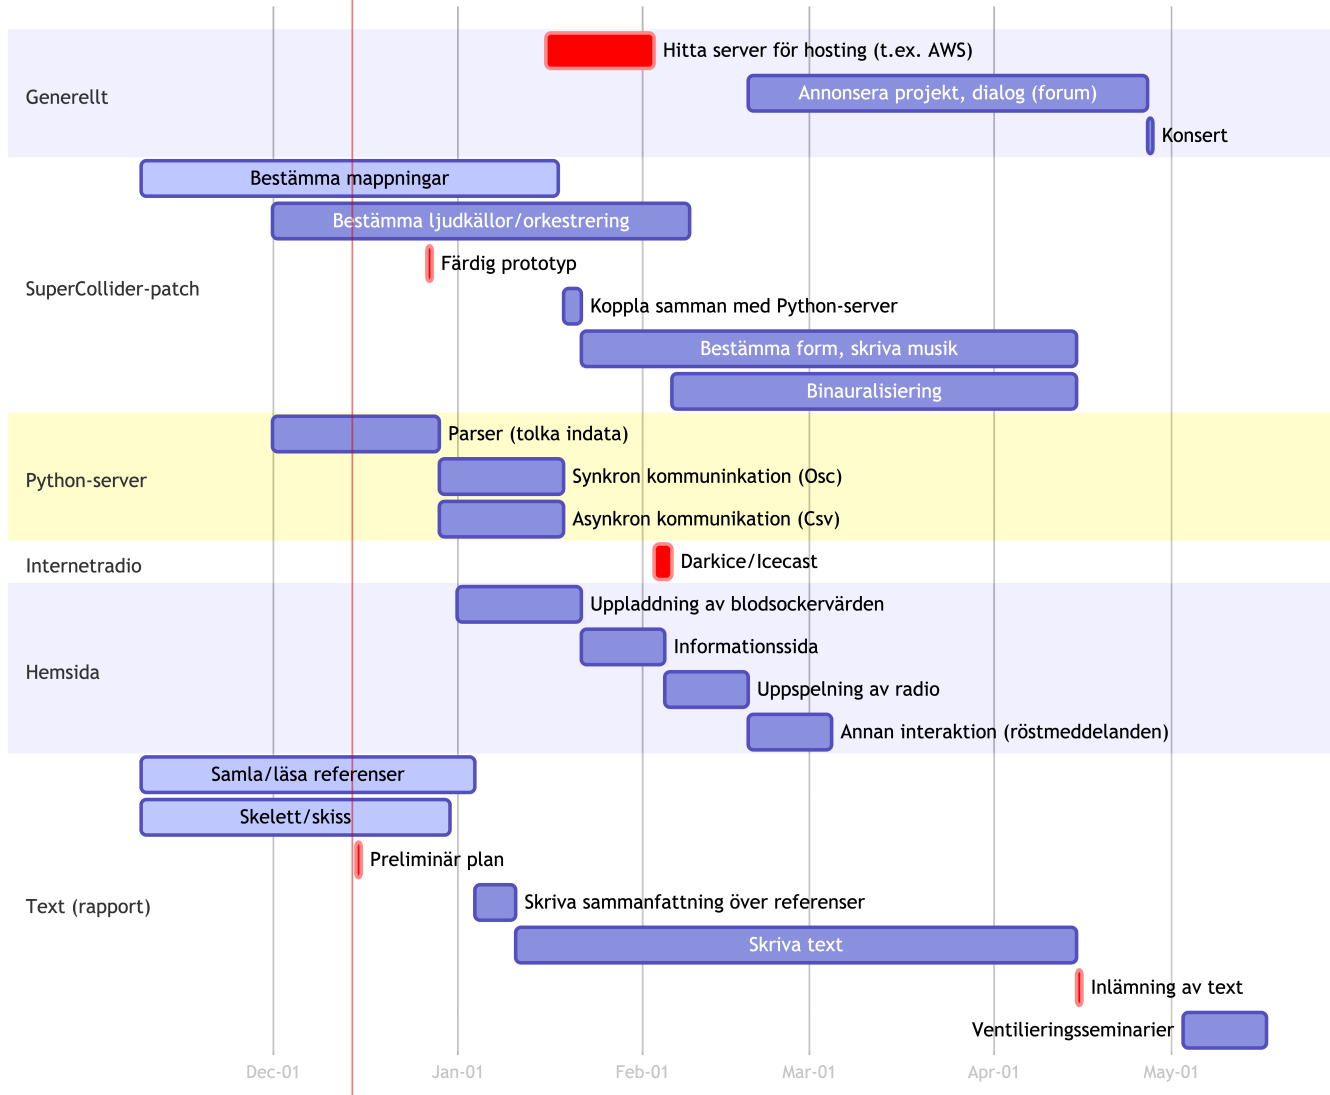 Hitta server för hosting (t.ex. AWS)
Generellt
Annonsera projekt, dialog (forum)
Konsert
Bestämma mappningar
Bestämma ljudkällor/orkestrering
Färdig prototyp
SuperCollider-patch
Koppla samman med Python-server
Bestämma form, skriva musik
Binauralisiering
Parser (tolka indata)
Python-server
Synkron kommuninkation (Osc)
Asynkron kommunikation (Csv)
Internetradio
Darkice/Icecast
Uppladdning av blodsockervärden
Informationssida
Hemsida
Uppspelning av radio
Annan interaktion (röstmeddelanden)
Samla/läsa referenser
Skelett/skiss
Preliminär plan
Text (rapport)
Skriva sammanfattning över referenser
Skriva text
Inlämning av text
Ventilieringsseminarier
Dec-01 Jan-01 Feb-01 Mar-01 Apr-01 May-01